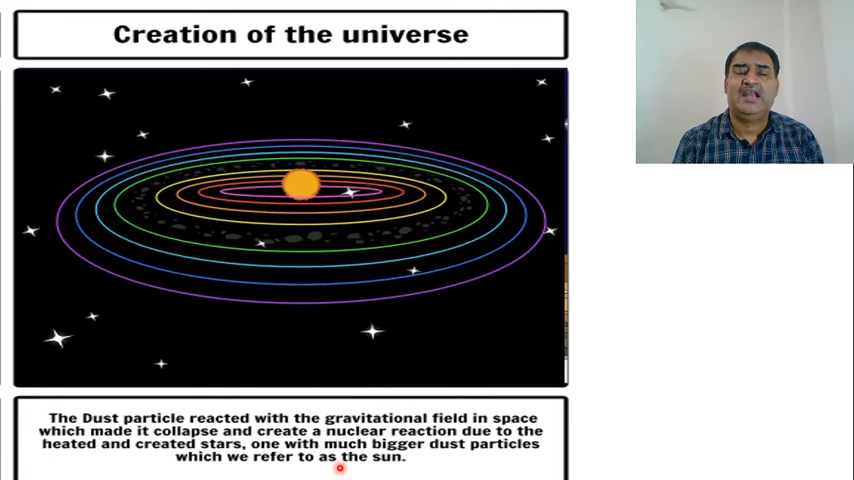 Creation of the universe
The Dust particle reacted with the gravitational field in space
which made it collapse and create a nuclear reaction due to the
heated and created stars, one with much bigger dust particles
which we refer to as the sun.